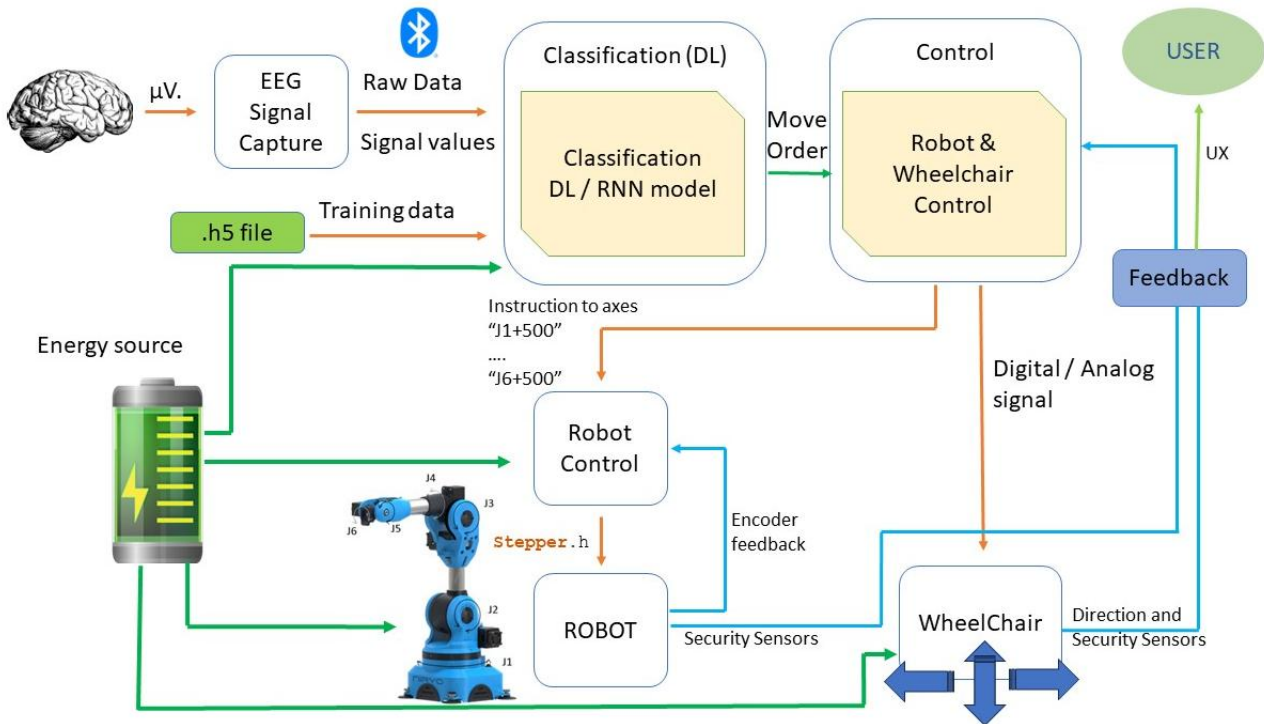 µV.
EEG
Signal
Capture
Raw Data
Signal values
Classification (DL)
Classification
DL / RNN model
Move
Order
Control
Robot &
Wheelchair
Control
USER
UX
.h5 file
Training data
Feedback
Instruction to axes
“J1+500”
....
“J6+500”
Energy source
Digital / Analog
signal
Robot
Control
J4
J3
J6
J5
Stepper.h
Encoder
feedback
J2
J1
NIRYO
ROBOT
Security Sensors
WheelChair
Direction and
Security Sensors